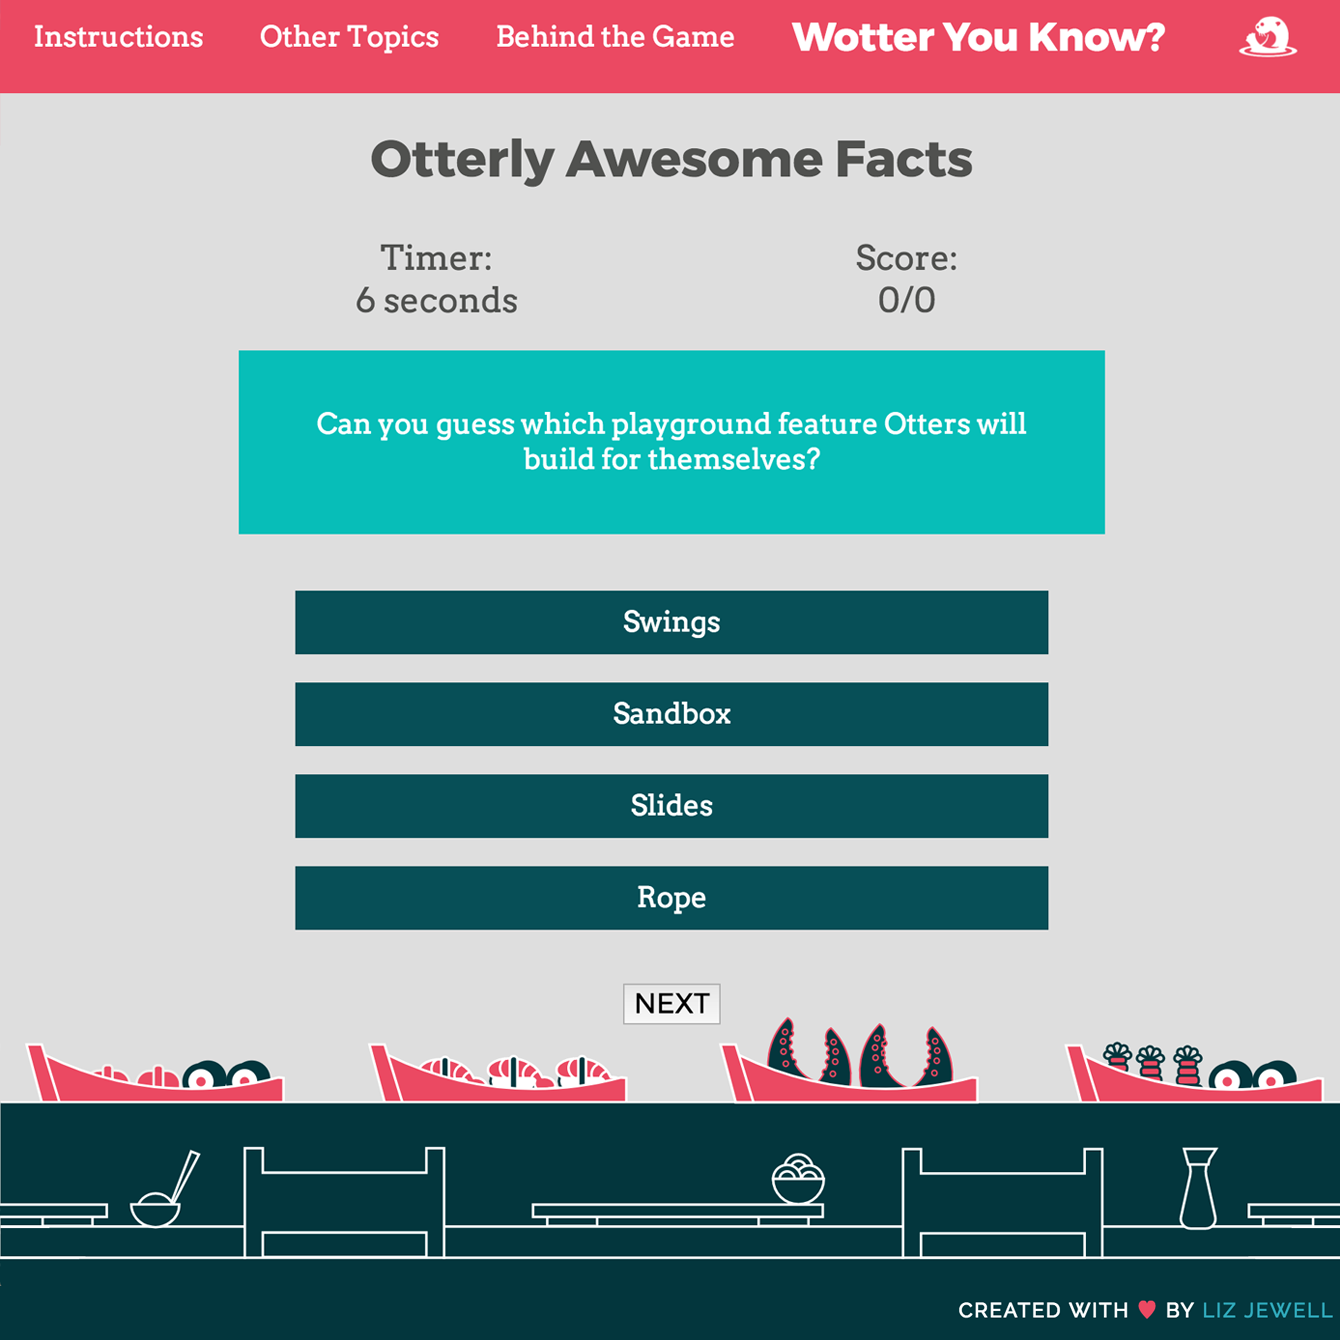 Instructions
Other Topics
Behind the Game
Wotter You Know?
Otterly Awesome Facts
Timer:
6 seconds
Score:
0/0
Can you guess which playground feature Otters will
build for themselves?
Swings
Sandbox
Slides
Rope
NEXT
CREATED WITH ♥ BY LIZ JEWELL